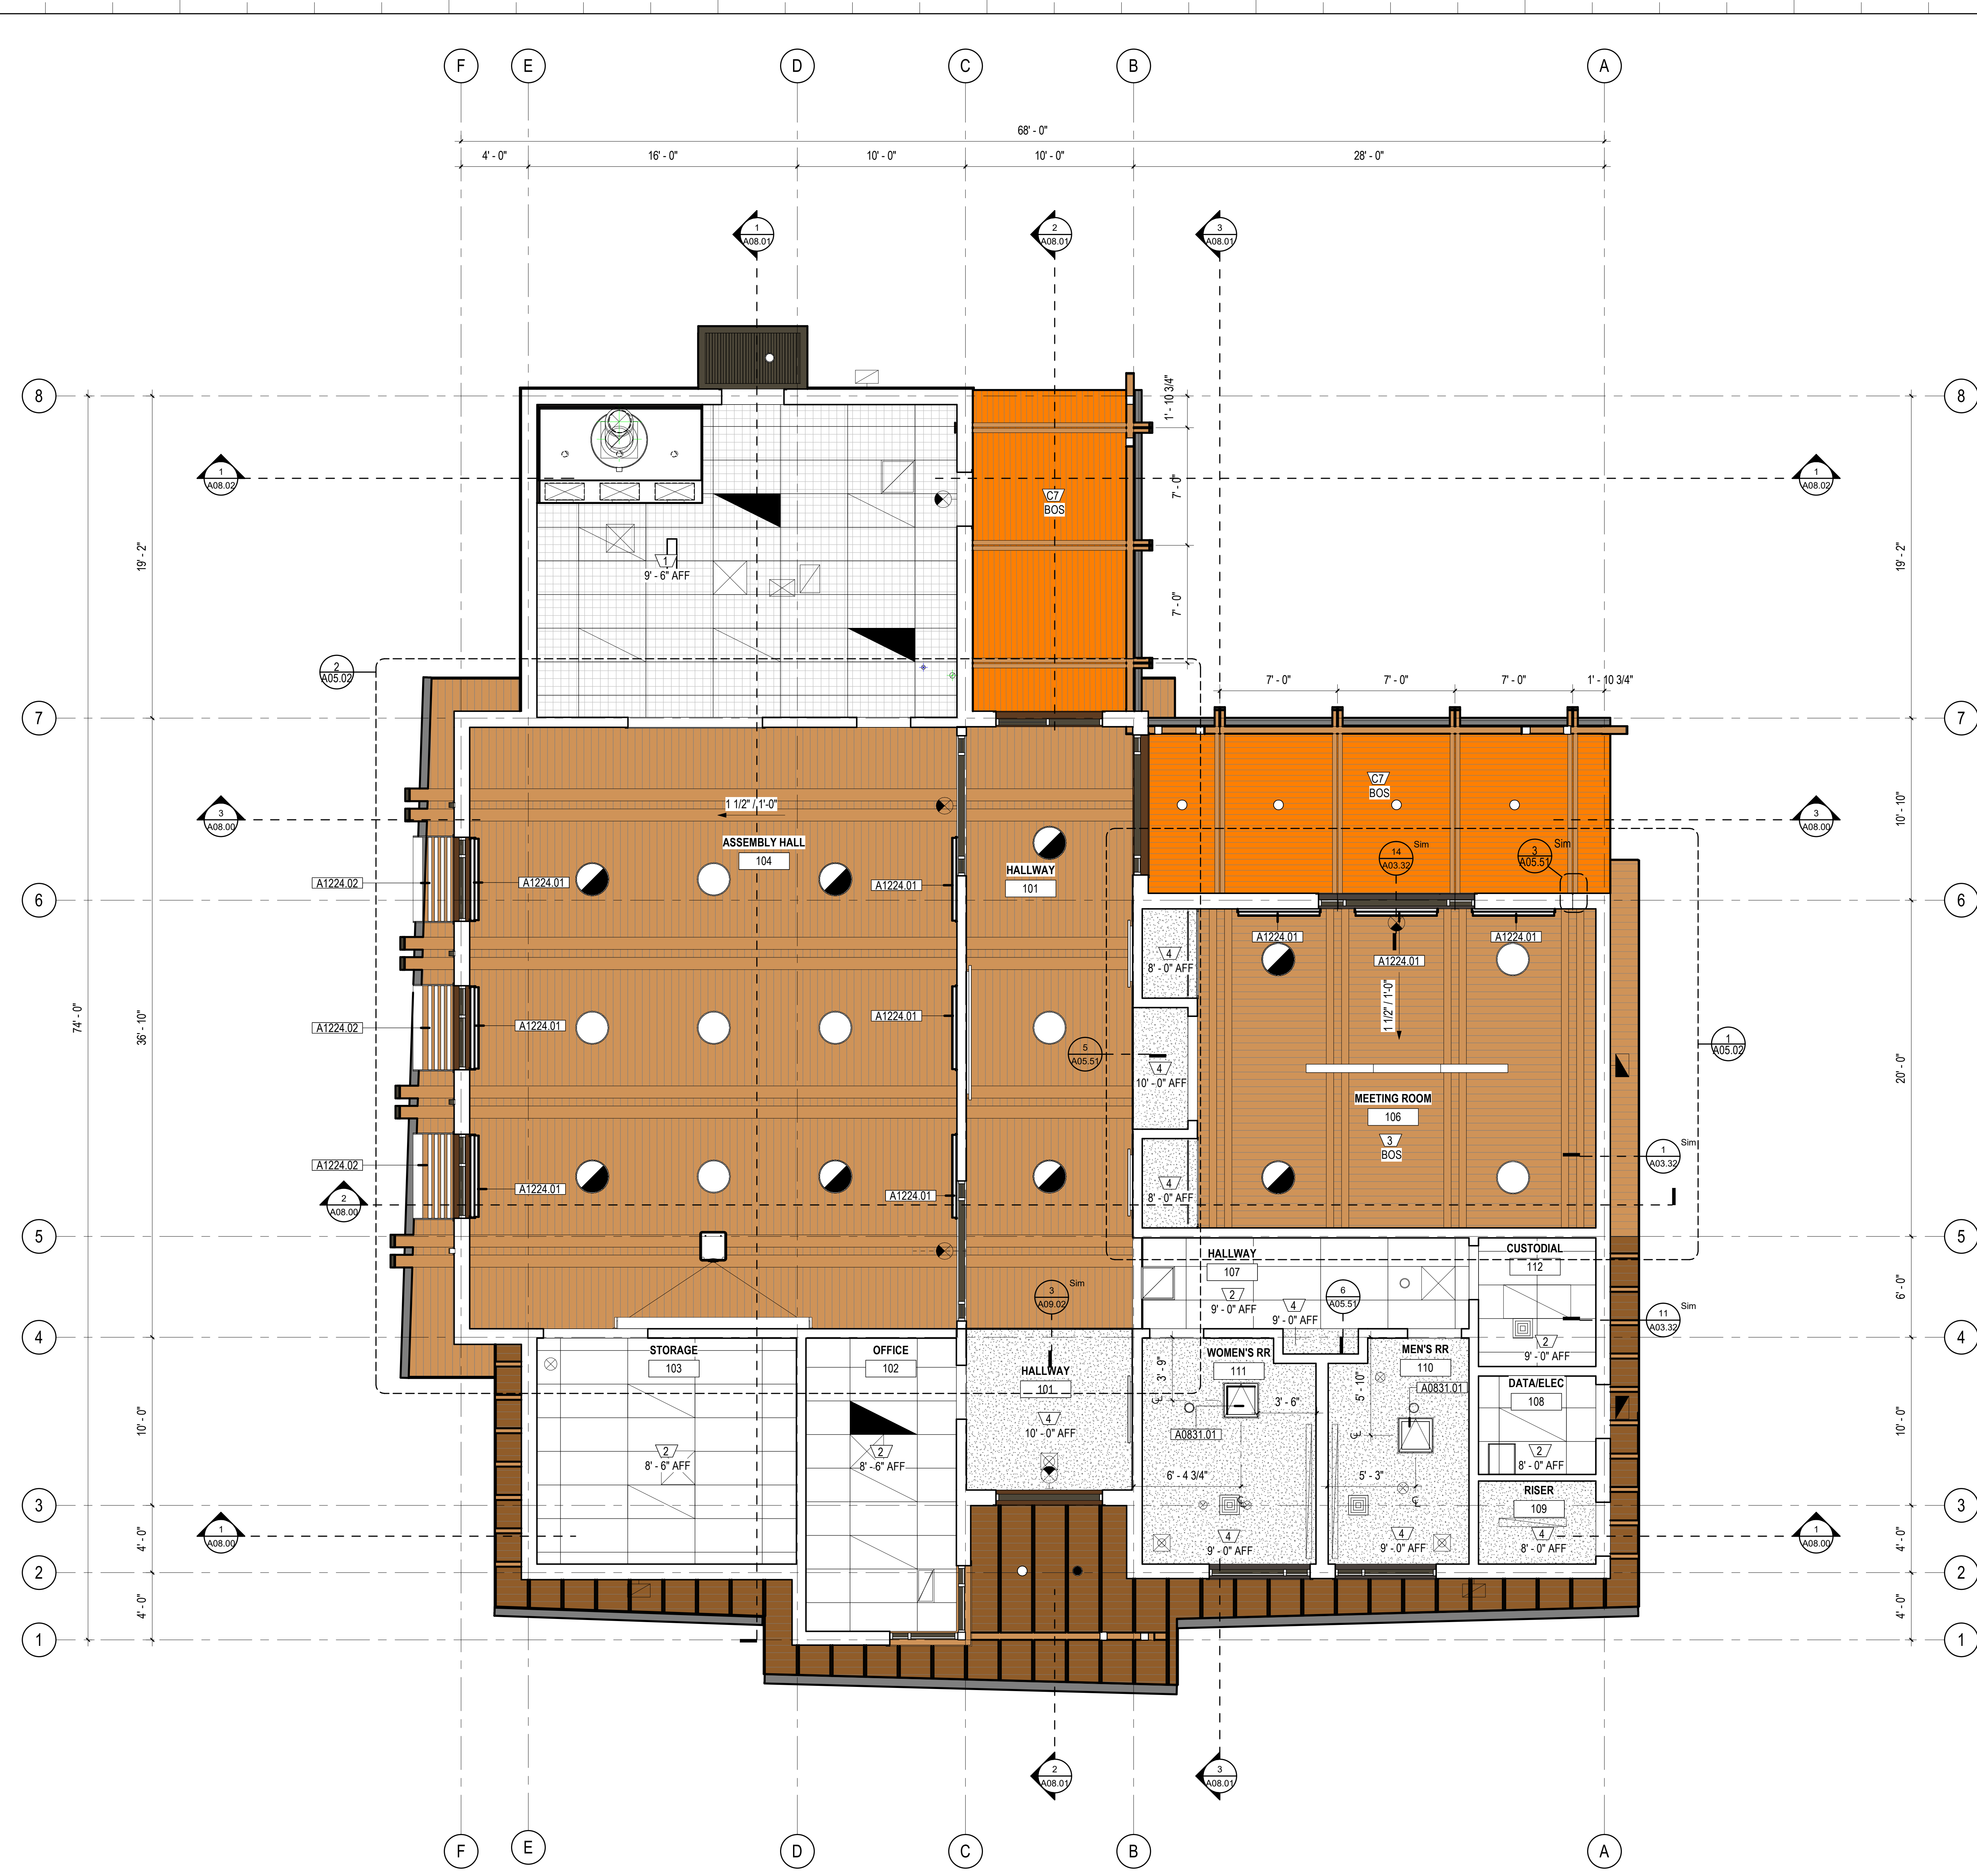 F E D C B A
68' - 0"
4' - 0" 16' - 0" 10' - 0" 10' - 0" 28' - 0"
1
A08.01
2
A08.01
3
A08.01
8
8
1' - 10 3/4"
1
A08.02
1
A08.02
7' - 0"
C7
BOS
19' - 2"
19' - 2"
1
9' - 6" AFF
7' - 0"
2
A05.02
7' - 0" 7' - 0" 7' - 0" 1' - 10 3/4"
7
7
C7
BOS
3
A08.00
3
A08.00
1 1/2" / 1'-0"
10' - 10"
ASSEMBLY HALL
104
14
A03.32
Sim
3
A05.51
Sim
HALLWAY
101
A1224.02
A1224.01
A1224.01
6
6
A1224.01
A1224.01
A1224.01
4
8' - 0" AFF
1 1/2" / 1'-0"
74' - 0"
36' - 10"
A1224.02
A1224.01
A1224.01
5
A05.51
4
10' - 0" AFF
1
A05.02
20' - 0"
MEETING ROOM
106
3
BOS
1
A03.32
Sim
A1224.02
A1224.01
A1224.01
4
8' - 0" AFF
2
A08.00
5
5
HALLWAY
107
2
9' - 0" AFF
4
9' - 0" AFF
6
A05.51
CUSTODIAL
112
2
9' - 0" AFF
6' - 0"
3
A09.02
Sim
11
A03.32
Sim
4
4
STORAGE
103
2
8' - 6" AFF
OFFICE
102
2
8' - 6" AFF
HALLWAY
101
4
10' - 0" AFF
WOMEN'S RR
111
3' - 9"
3' - 6"
A0831.01
6' - 4 3/4"
4
9' - 0" AFF
MEN'S RR
110
5' - 10"
A0831.01
5' - 3"
4
9' - 0" AFF
DATA/ELEC
108
2
8' - 0" AFF
10' - 0"
10' - 0"
3
3
RISER
109
4
8' - 0" AFF
1
A08.00
1
A08.00
4' - 0"
4' - 0"
2
2
4' - 0"
4' - 0"
1
1
2
A08.01
3
A08.01
F E D C B A